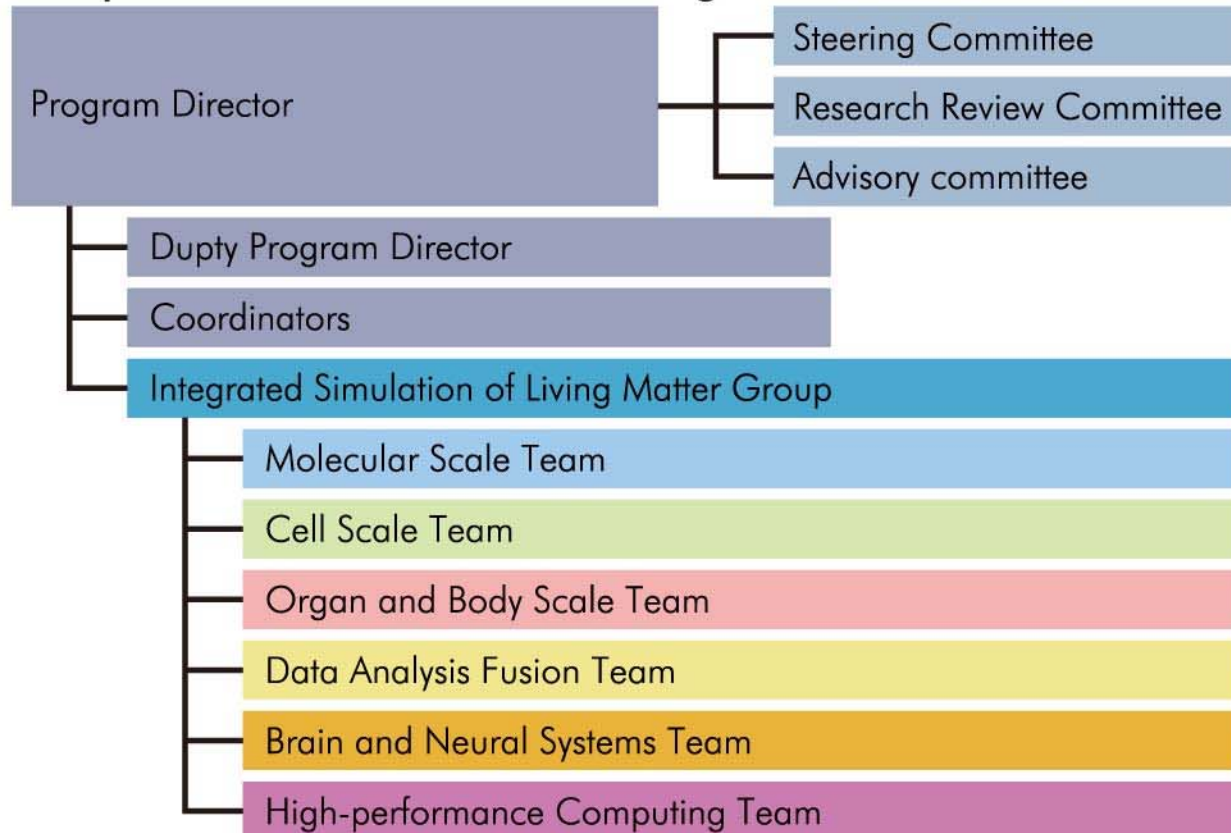 Program Director
Steering Committee
Research Review Committee
Advisory committee
Dupty Program Director
Coordinators
Integrated Simulation of Living Matter Group
Molecular Scale Team
Cell Scale Team
Organ and Body Scale Team
Data Analysis Fusion Team
Brain and Neural Systems Team
High-performance Computing Team